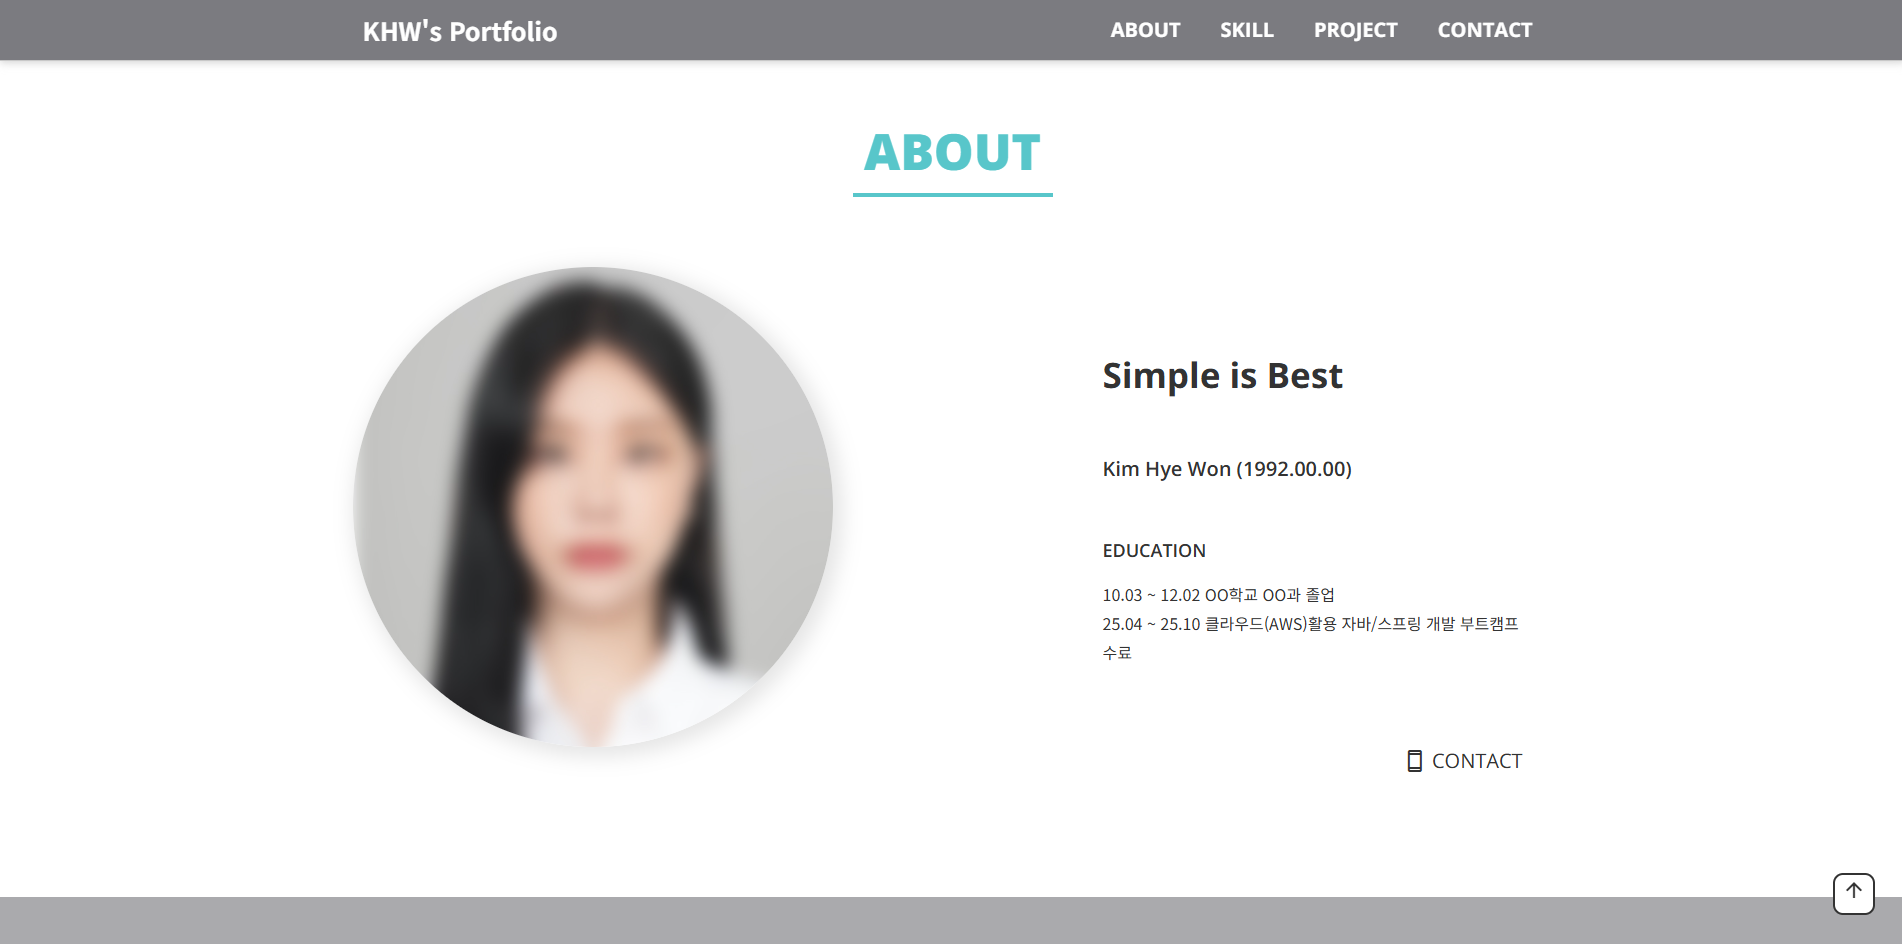 KHW's Portfolio
ABOUT SKILL PROJECT CONTACT
ABOUT
Simple is Best
Kim Hye Won (1992.00.00)
EDUCATION
10.03 ~ 12.02 OO학교 OO과 졸업
25.04 ~ 25.10 클라우드(AWS)활용 자바/스프링 개발 부트캠프
수료
CONTACT